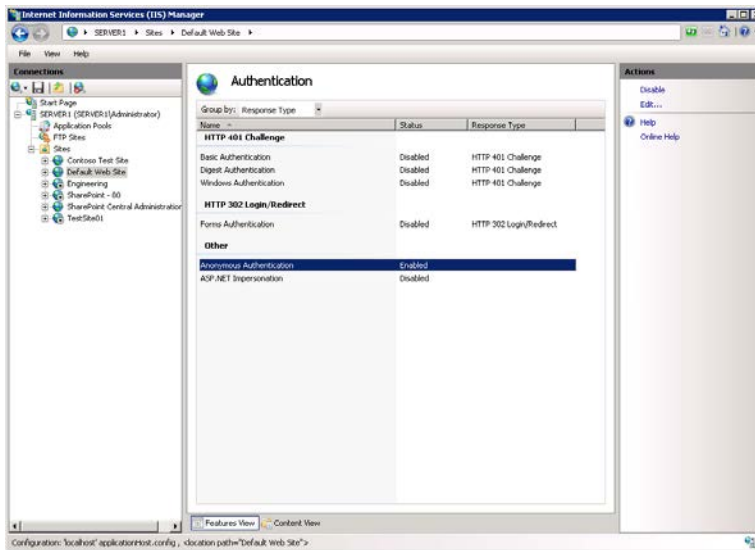 Internet Information Services (IIS) Manager
SERVER1 Sites Default Web Site
File View Help
Connections
Start Page
SERVER1 (SERVER1\Administrator)
Application Pools
FTP Sites
Sites
Contoso Test Site
Default Web Site
Engineering
SharePoint - 80
SharePoint Central Administration
TestSite01
Authentication
Group by: Response Type
Name Status Response Type
HTTP 401 Challenge
Basic Authentication Disabled HTTP 401 Challenge
Digest Authentication Disabled HTTP 401 Challenge
Windows Authentication Disabled HTTP 401 Challenge
HTTP 302 Login/Redirect
Forms Authentication Disabled HTTP 302 Login/Redirect
Other
Anonymous Authentication Enabled
ASP.NET Impersonation Disabled
Features View Content View
Actions
Disable
Edit...
Help
Online Help
Configuration: 'localhost' applicationHost.config , <location path="Default Web Site">